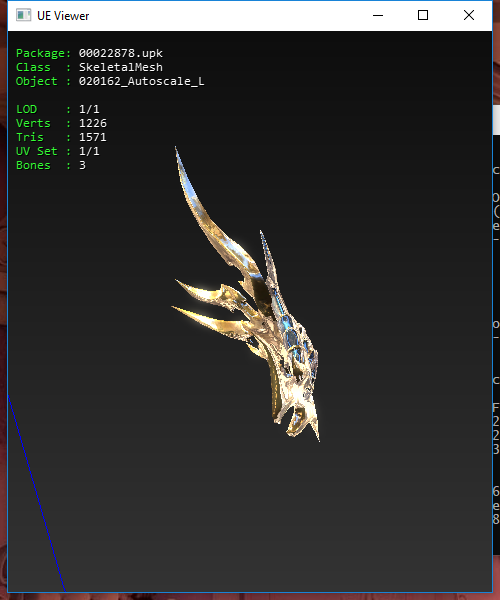 UE Viewer
Package: 00022878.upk
Class : SkeletalMesh
Object : 020162_Autoscale_L
LOD : 1/1
Verts : 1226
Tris : 1571
UV Set : 1/1
Bones : 3